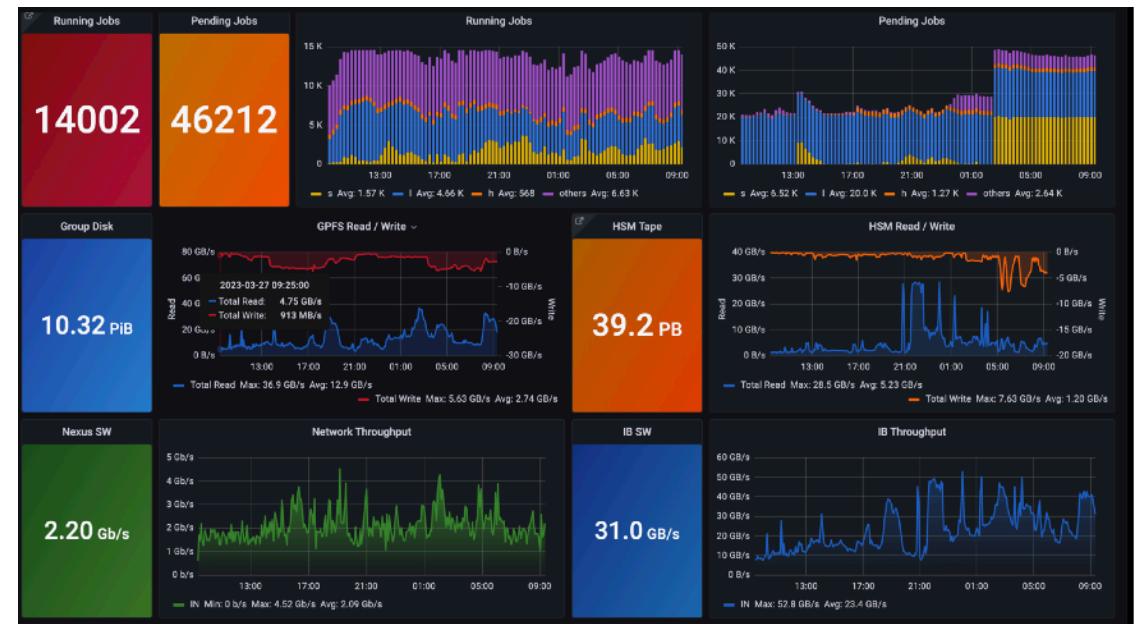 Running Jobs
14002
Pending Jobs
46212
Running Jobs
15 K
10 K
5 K
0
13:00 17:00 21:00 01:00 05:00 09:00
s Avg: 1.57 K l Avg: 4.66 K h Avg: 568 others Avg: 6.63 K
Pending Jobs
50 K
40 K
30 K
20 K
10 K
0
13:00 17:00 21:00 01:00 05:00 09:00
s Avg: 6.52 K l Avg: 20.0 K h Avg: 1.27 K others Avg: 2.64 K
Group Disk
10.32 PiB
GPFS Read / Write
80 GB/s
60 G
40 G
20 GB/s
0 B/s
Read
0 B/s
-10 GB/s
-20 GB/s
-30 GB/s
Write
2023-03-27 09:25:00
Total Read: 4.75 GB/s
Total Write: 913 MB/s
13:00 17:00 21:00 01:00 05:00 09:00
Total Read Max: 36.9 GB/s Avg: 12.9 GB/s
Total Write Max: 5.63 GB/s Avg: 2.74 GB/s
HSM Tape
39.2 PB
HSM Read / Write
40 GB/s
30 GB/s
20 GB/s
10 GB/s
0 B/s
Read
0 B/s
-5 GB/s
-10 GB/s
-15 GB/s
-20 GB/s
Write
13:00 17:00 21:00 01:00 05:00 09:00
Total Read Max: 28.5 GB/s Avg: 5.23 GB/s
Total Write Max: 7.63 GB/s Avg: 1.20 GB/s
Nexus SW
2.20 Gb/s
Network Throughput
5 Gb/s
4 Gb/s
3 Gb/s
2 Gb/s
1 Gb/s
0 b/s
13:00 17:00 21:00 01:00 05:00 09:00
IN Min: 0 b/s Max: 4.52 Gb/s Avg: 2.09 Gb/s
IB SW
31.0 GB/s
IB Throughput
60 GB/s
50 GB/s
40 GB/s
30 GB/s
20 GB/s
10 GB/s
0 B/s
13:00 17:00 21:00 01:00 05:00 09:00
IN Max: 52.8 GB/s Avg: 23.4 GB/s